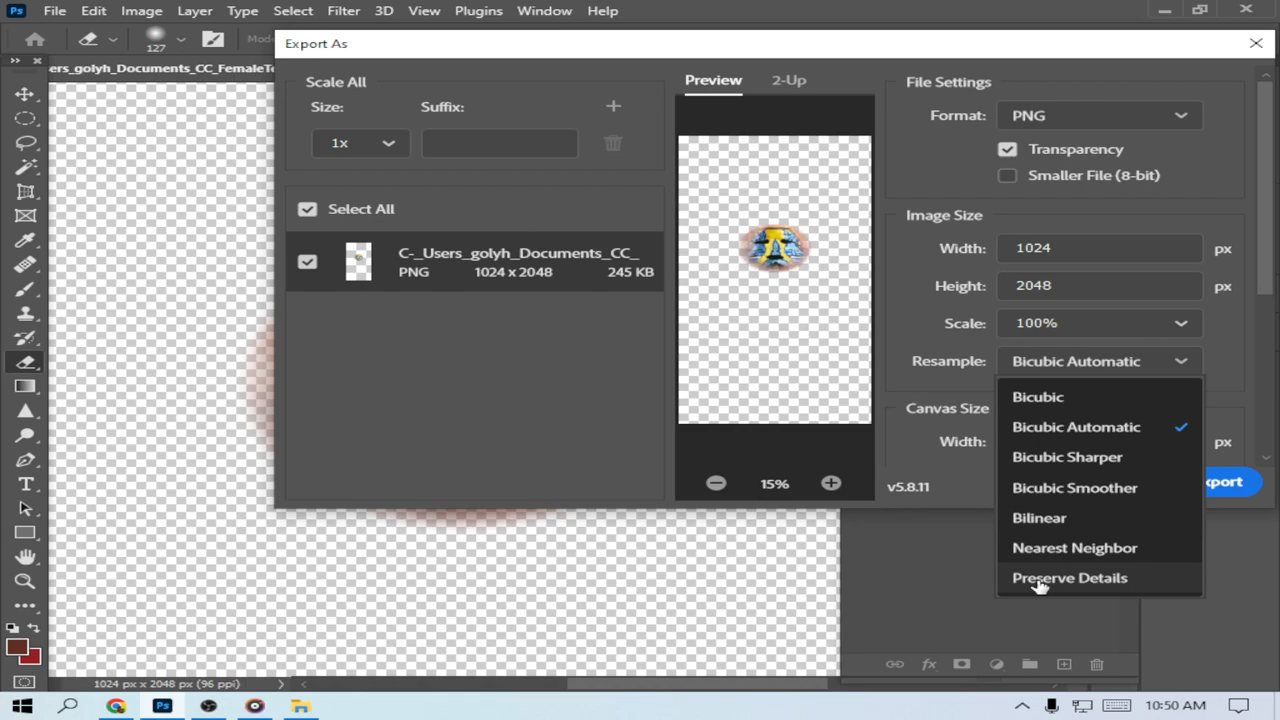 Ps File Edit Image Layer Type Select Filter 3D View Plugins Window Help
127
Export As
ers_golyh_Documents_CC_FemaleTe
Scale All
Size: Suffix:
1x
Select All
C-_Users_golyh_Documents_CC_
PNG 1024 x 2048 245 KB
Preview 2-Up
15%
File Settings
Format: PNG
Transparency
Smaller File (8-bit)
Image Size
Width: 1024 px
Height: 2048 px
Scale: 100%
Resample: Bicubic Automatic
Bicubic
Bicubic Automatic
Bicubic Sharper
Bicubic Smoother
Bilinear
Nearest Neighbor
Preserve Details
Canvas Size
Width: px
v5.8.11
xport
fx
1024 px x 2048 px (96 ppi)
Ps
10:50 AM